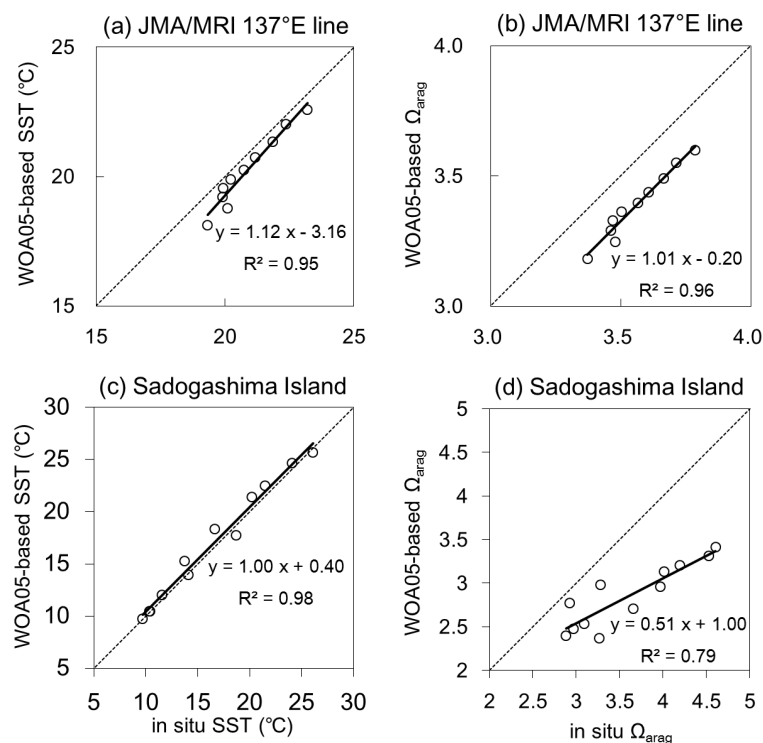 (a) JMA/MRI 137°E line
WOA05-based SST (℃)
25
20
15
15
20
25
y = 1.12 x - 3.16
R² = 0.95
(b) JMA/MRI 137°E line
WOA05-based Ωarag
4.0
3.5
3.0
3.0
3.5
4.0
y = 1.01 x - 0.20
R² = 0.96
(c) Sadogashima Island
WOA05-based SST (℃)
30
25
20
15
10
5
5
10
15
20
25
30
in situ SST (℃)
y = 1.00 x + 0.40
R² = 0.98
(d) Sadogashima Island
WOA05-based Ωarag
5
4.5
4
3.5
3
2.5
2
2
2.5
3
3.5
4
4.5
5
in situ Ωarag
y = 0.51 x + 1.00
R² = 0.79